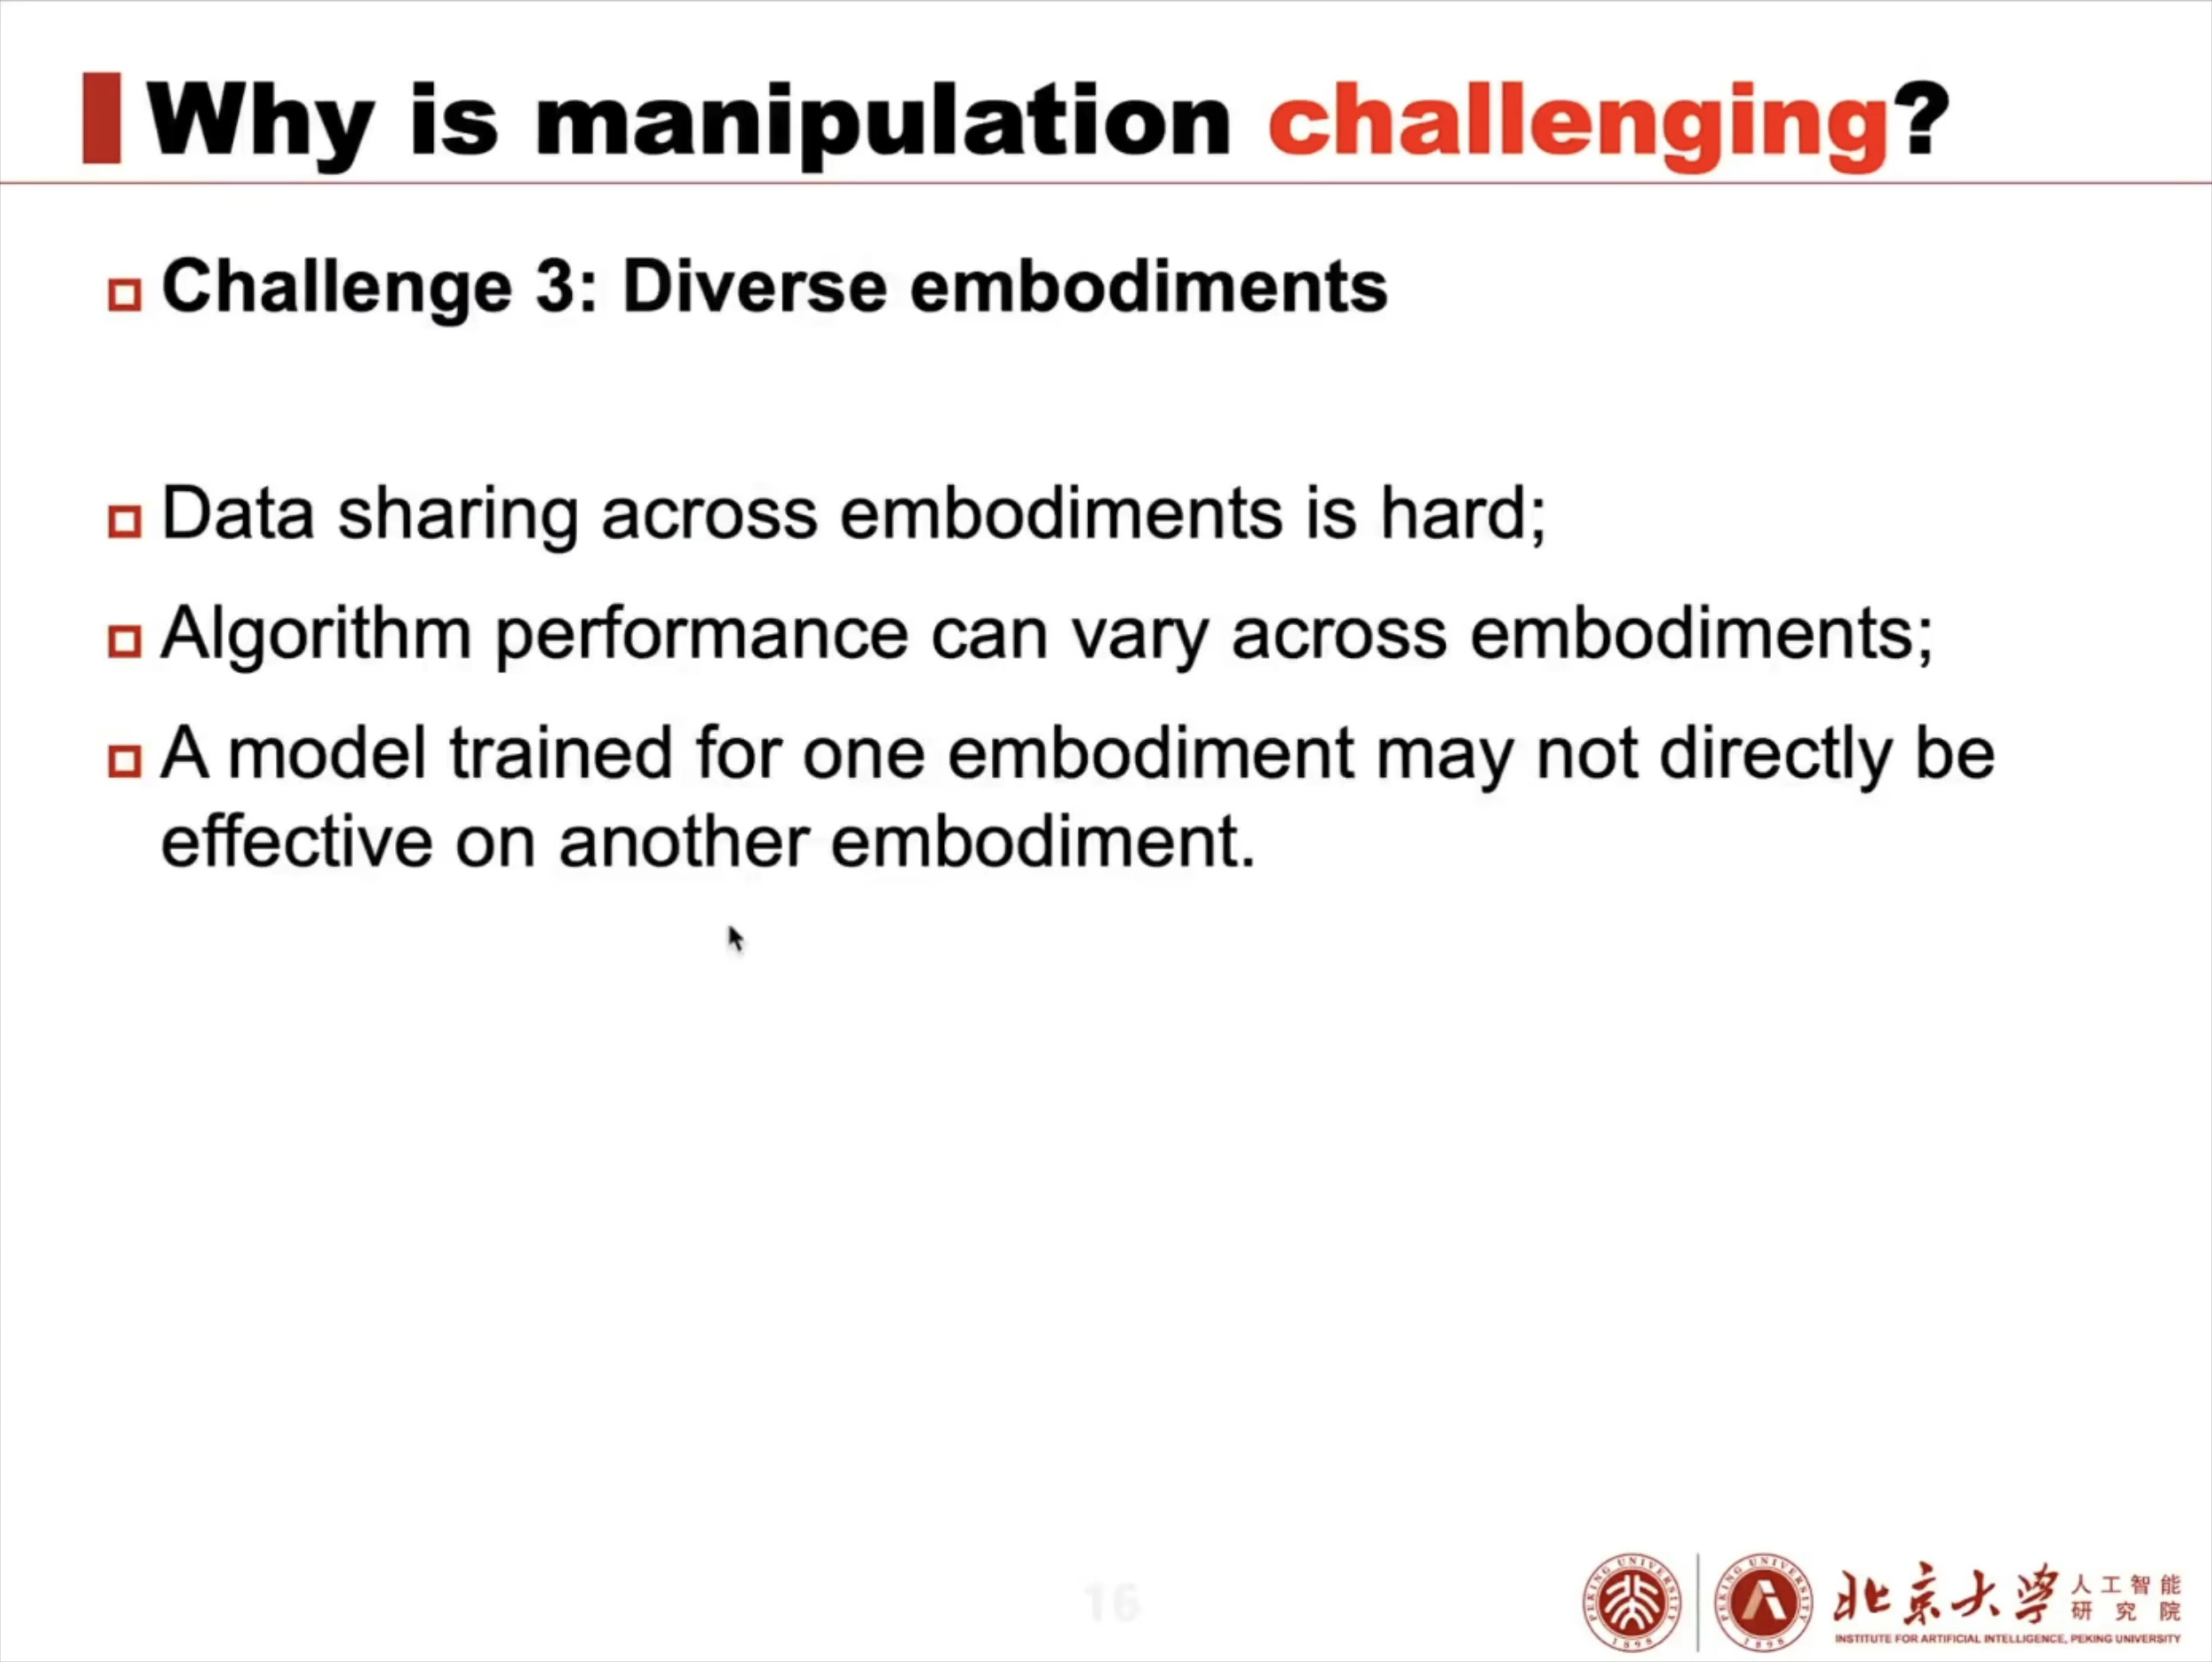 Why is manipulation challenging?
Challenge 3: Diverse embodiments
Data sharing across embodiments is hard;
Algorithm performance can vary across embodiments;
A model trained for one embodiment may not directly be
effective on another embodiment.
16
PEKING UNIVERSITY
1898
PEKING UNIVERSITY
1898
北京大学
人工智能
研究院
INSTITUTE FOR ARTIFICIAL INTELLIGENCE, PEKING UNIVERSITY